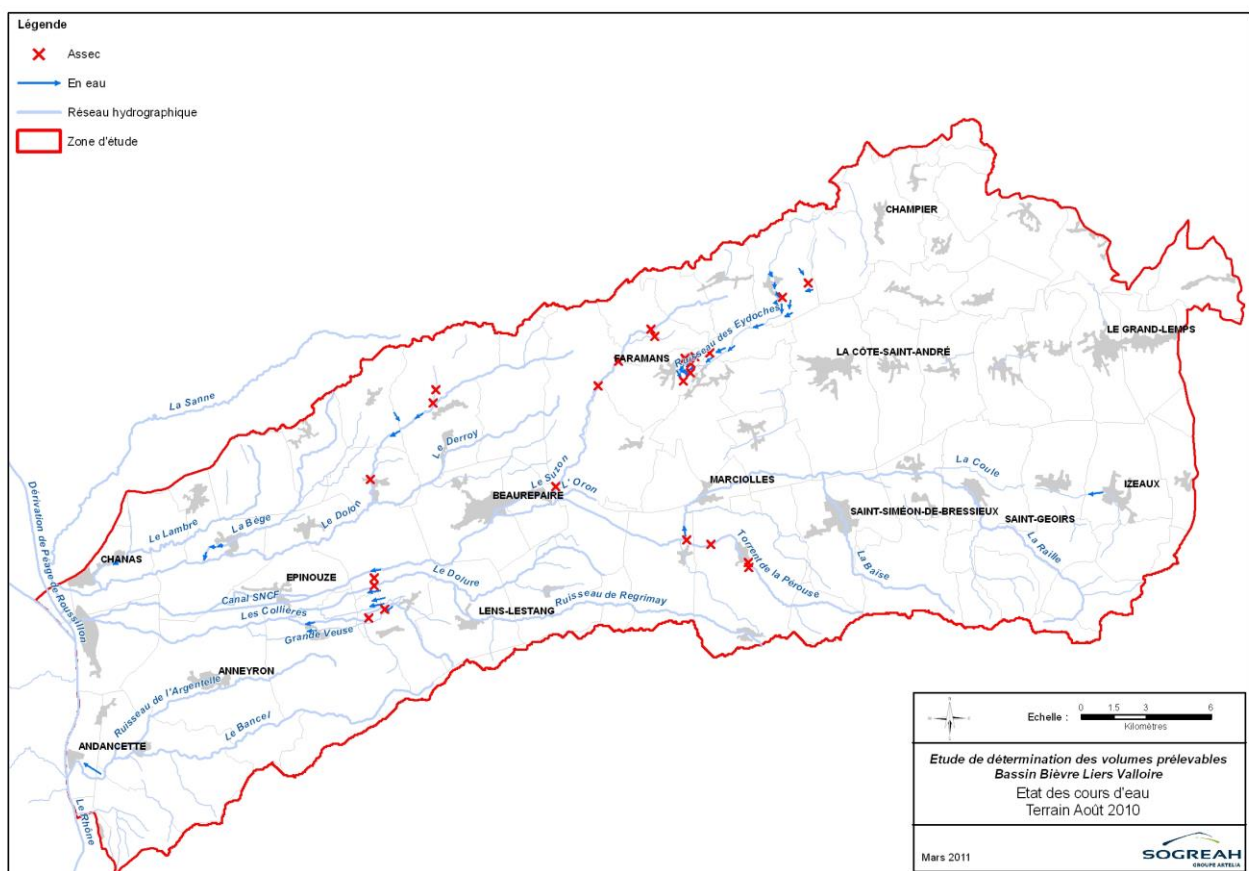 Légende
Assec
En eau
Réseau hydrographique
Zone d'étude
CHAMPIER
LE GRAND-LEMPS
Ruisseau des Eydoches
FARAMANS
LA CÔTE-SAINT-ANDRÉ
La Sanne
Le Derroy
Le Suzon
L'Oron
MARCIOLLES
La Coule
IZEAUX
BEAUREPAIRE
SAINT-SIMÉON-DE-BRESSIEUX
SAINT-GEOIRS
Dérivation de Péage de Roussillon
Le Lambre
La Bège
Le Dolon
La Raille
La Baïse
Torrent de la Pérouse
CHANAS
EPINOUZE
Le Dolure
Canal SNCF
Les Collières
LENS-LESTANG
Ruisseau de Régrimay
Grande Veuse
ANNEYRON
Ruisseau de l'Argentelle
Le Bancel
ANDANCETTE
Le Rhône
Echelle :
0 1.5 3 6
Kilomètres
Etude de détermination des volumes prélevables
Bassin Bièvre Liers Valloire
Etat des cours d'eau
Terrain Août 2010
Mars 2011
SOGREAH
GROUPE ARTELIA